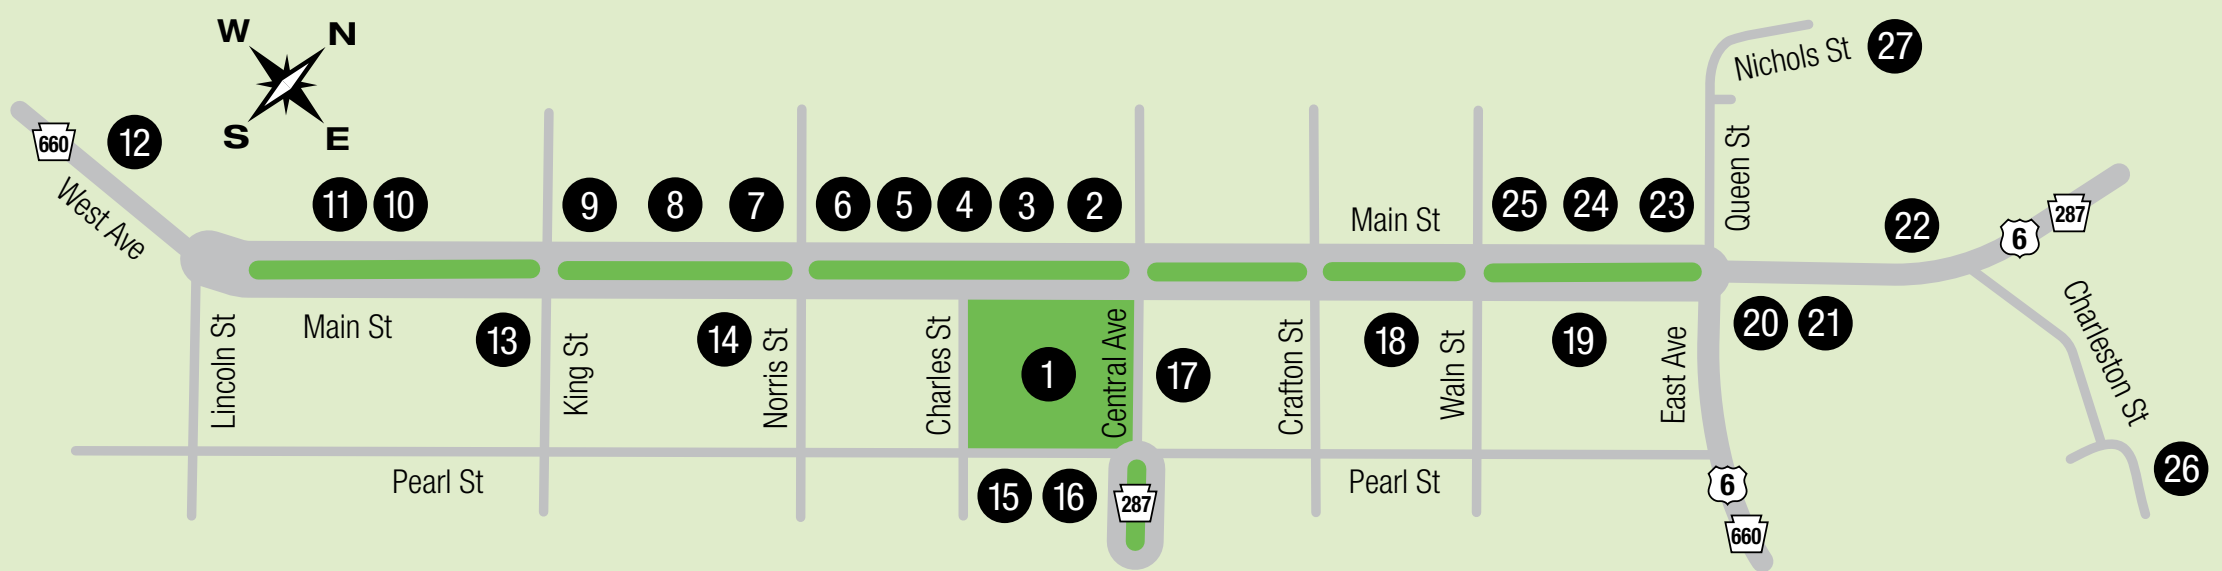 W N
S E
27
Nichols St
660
12
West Ave
11 10 9 8 7 6 5 4 3 2
Main St
25 24 23
Queen St
22
6
287
Lincoln St
Main St
13
King St
14
Norris St
Charles St
1
Central Ave
17
Crafton St
18
Waln St
19
East Ave
20 21
Charleston St
Pearl St
15 16
287
Pearl St
6
660
26